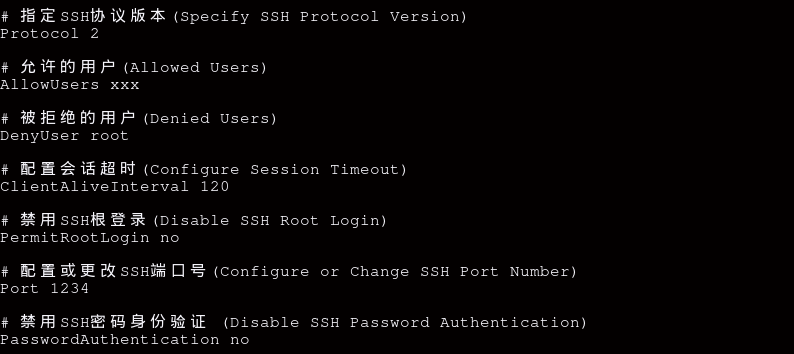 # 指定SSH协议版本(Specify SSH Protocol Version)
Protocol 2
# 允许的用户(Allowed Users)
AllowUsers xxx
# 被拒绝的用户(Denied Users)
DenyUser root
# 配置会话超时(Configure Session Timeout)
ClientAliveInterval 120
# 禁用SSH根登录(Disable SSH Root Login)
PermitRootLogin no
# 配置或更改SSH端口号(Configure or Change SSH Port Number)
Port 1234
# 禁用SSH密码身份验证 (Disable SSH Password Authentication)
PasswordAuthentication no